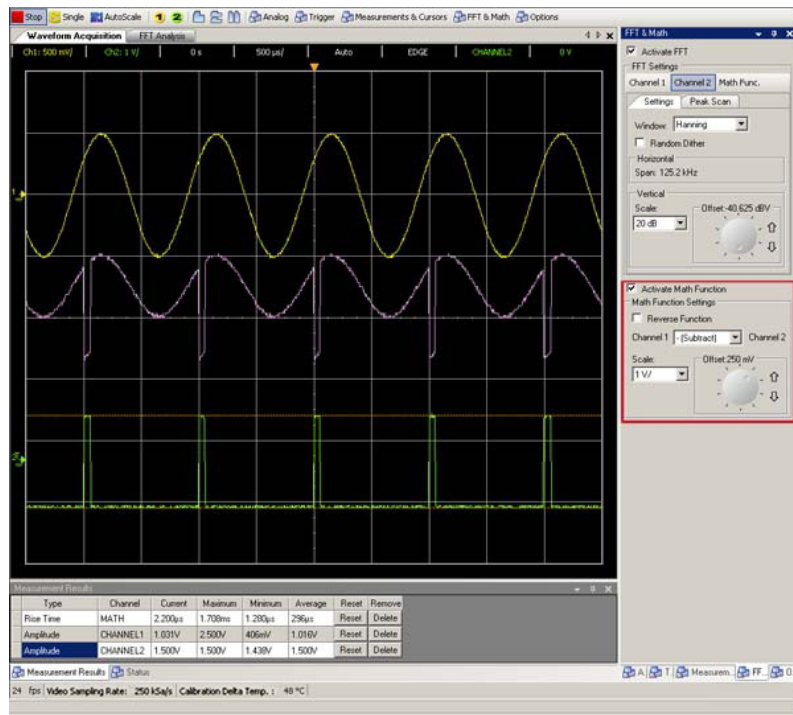 Stop Single AutoScale 1 2 Analog Trigger Measurements & Cursors FFT & Math Options
Waveform Acquisition FFT Analysis
Ch1: 500 mV/ Ch2: 1 V/ 0 s 500 µs/ Auto EDGE CHANNEL2 0 V
FFT & Math
Activate FFT
FFT Settings
Channel 1 Channel 2 Math Func.
Settings Peak Scan
Window: Hanning
Random Dither
Horizontal
Span: 125.2 kHz
Vertical
Scale: Offset:-40.625 dBV
20 dB
Activate Math Function
Math Function Settings
Reverse Function
Channel 1 - (Subtract) Channel 2
Scale: Offset:250 mV
1 V/
Measurement Results
Type Channel Current Maximum Minimum Average Reset Remove
Rise Time MATH 2.200µs 1.708ms 1.200µs 296µs Reset Delete
Amplitude CHANNEL1 1.031V 2.500V 406mV 1.016V Reset Delete
Amplitude CHANNEL2 1.500V 1.500V 1.438V 1.500V Reset Delete
Measurement Results Status
A T Measurem... FF... O
24 fps Video Sampling Rate: 250 kSa/s Calibration Delta Temp. : 48 °C